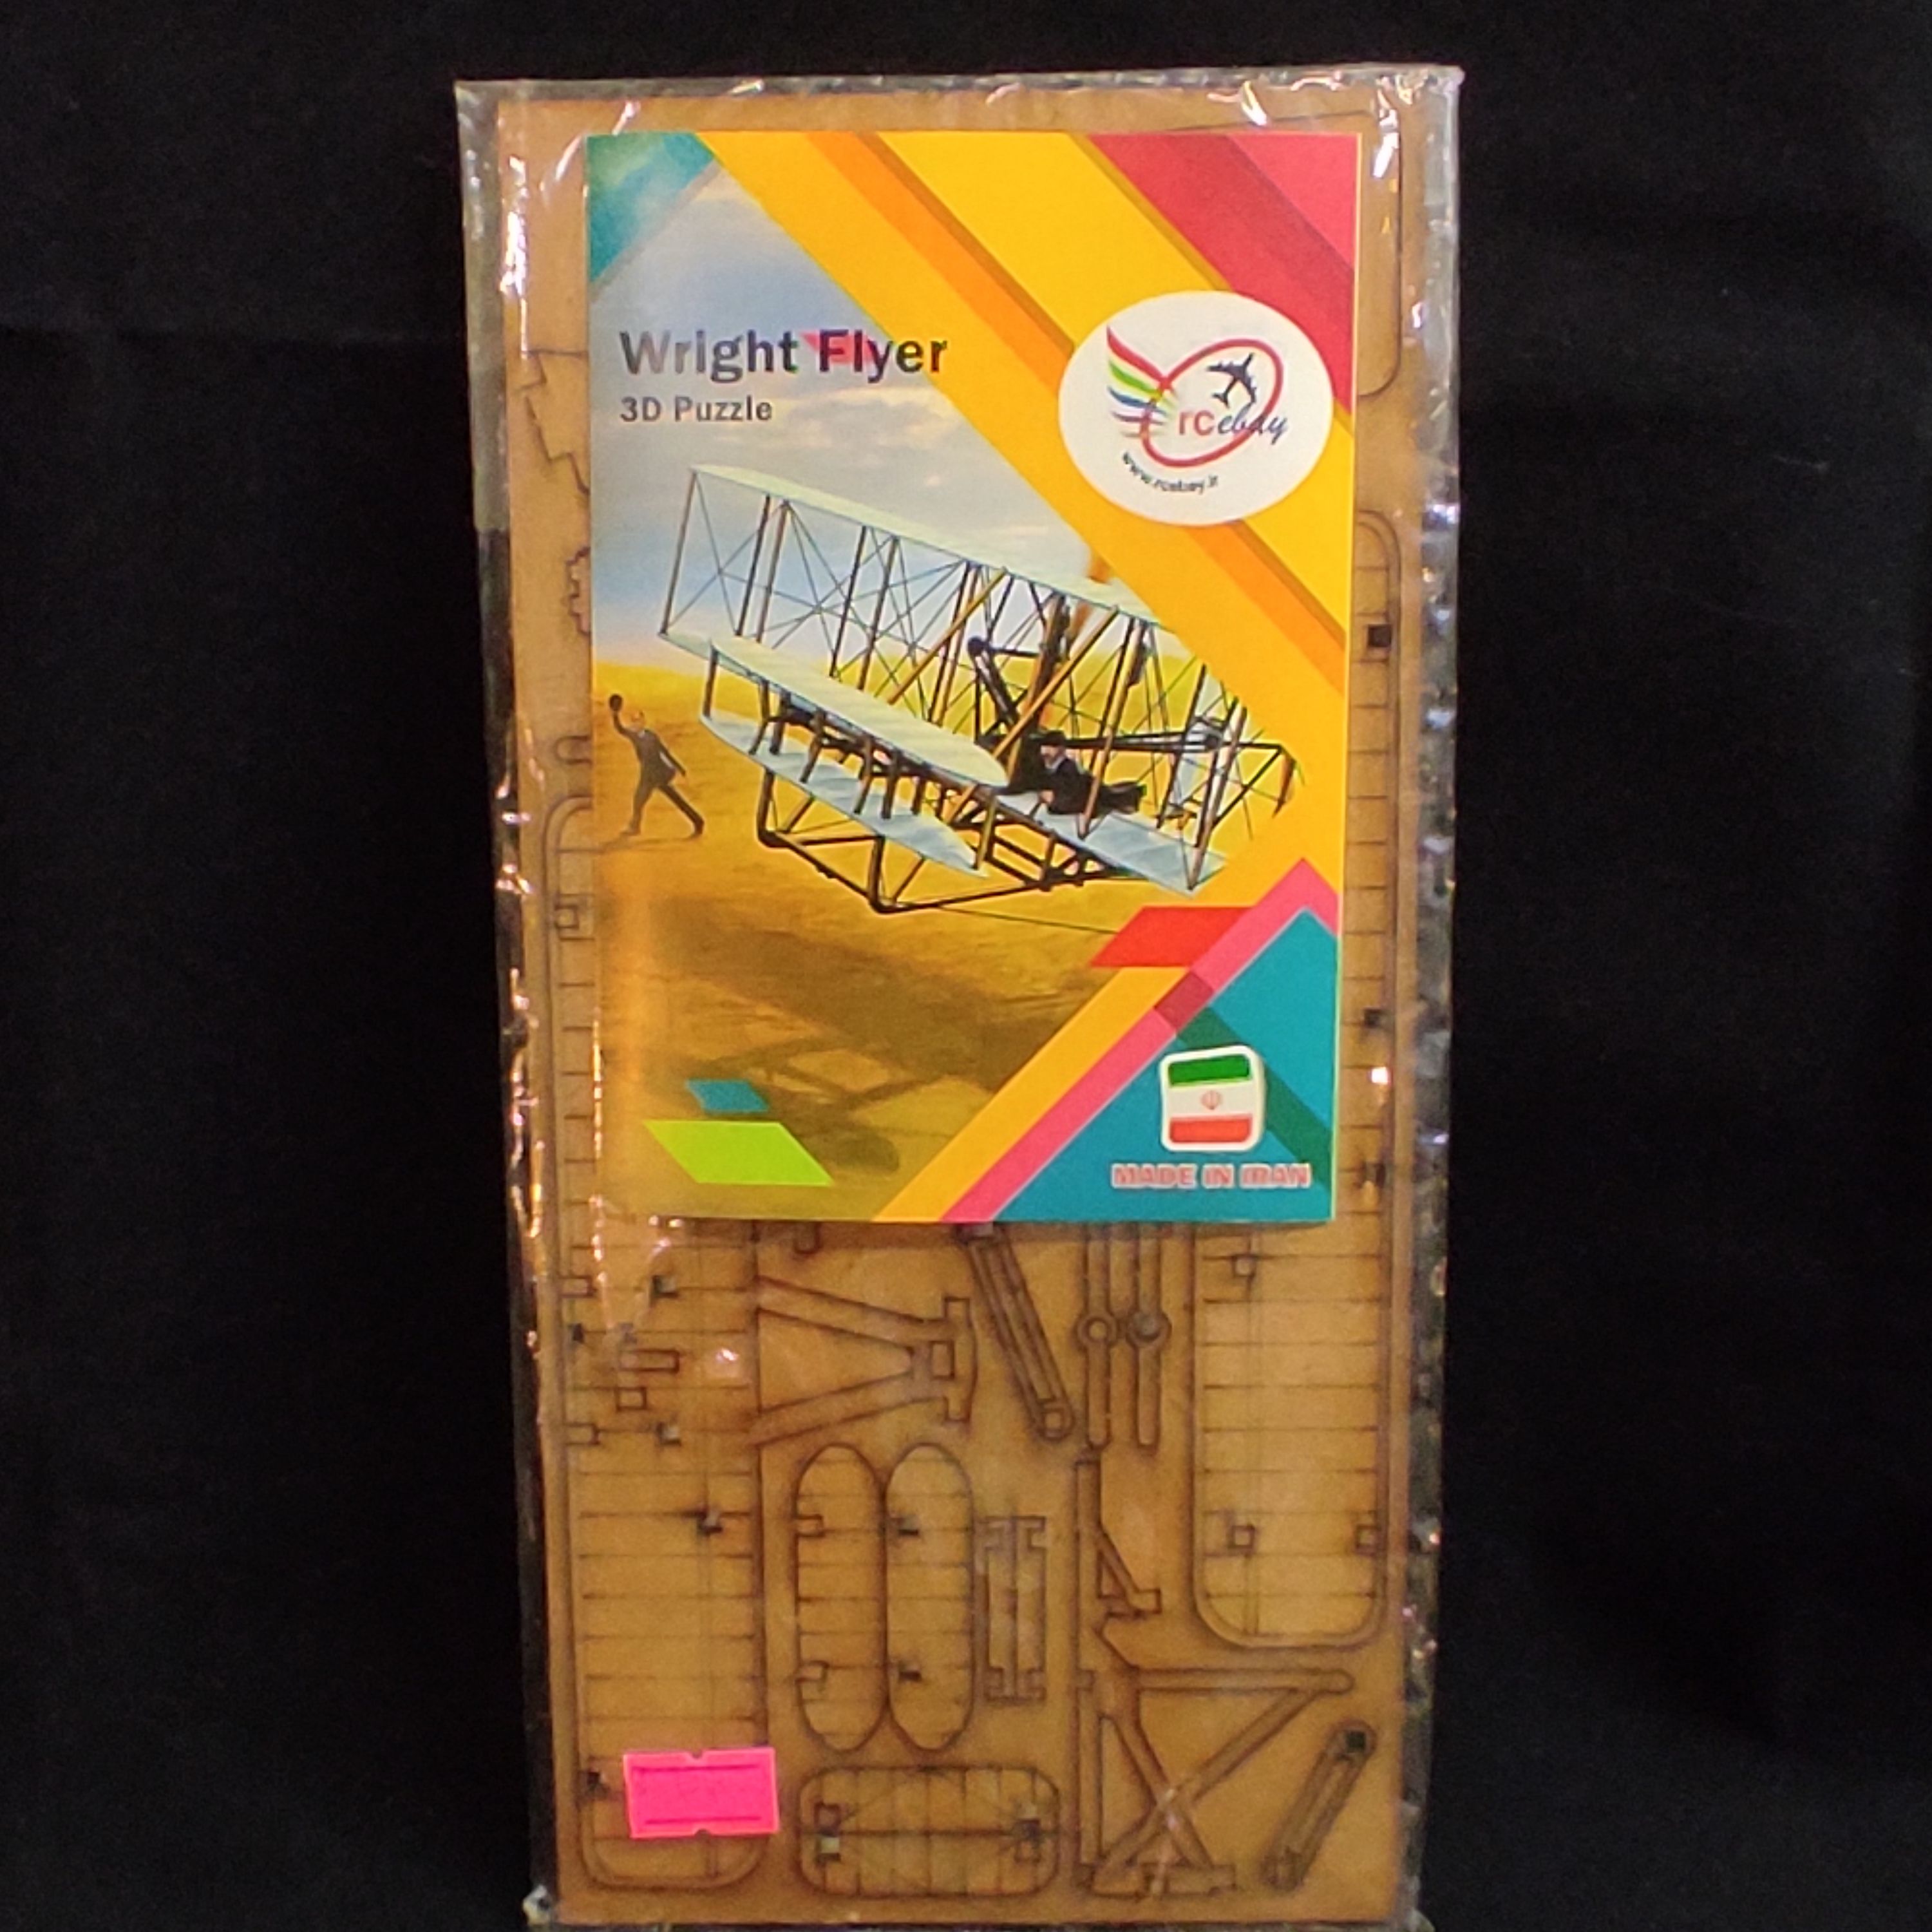 Wright Flyer
3D Puzzle
rcebay
www.rcebay.ir
MADE IN IRAN